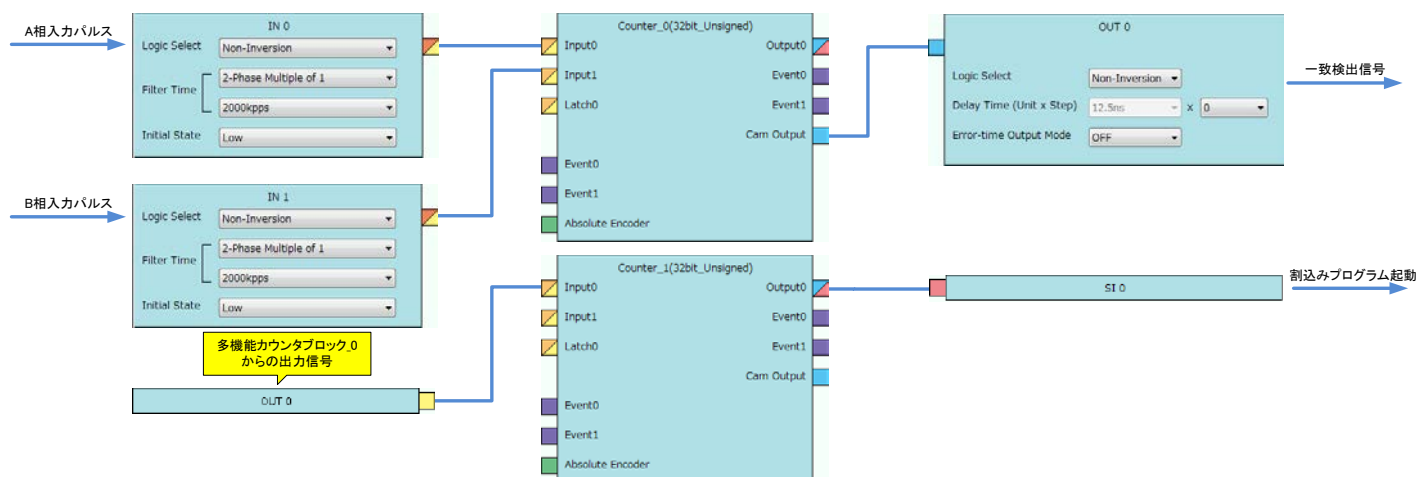 A相入力パルス
IN 0
Logic Select
Non-Inversion
Filter Time
2-Phase Multiple of 1
2000kpps
Initial State
Low
B相入力パルス
IN 1
Logic Select
Non-Inversion
Filter Time
2-Phase Multiple of 1
2000kpps
Initial State
Low
多機能カウンタブロック_0
からの出力信号
OUT 0
Counter_0(32bit_Unsigned)
Input0
Output0
Input1
Event0
Latch0
Event1
Cam Output
Event0
Event1
Absolute Encoder
Counter_1(32bit_Unsigned)
Input0
Output0
Input1
Event0
Latch0
Event1
Cam Output
Event0
Event1
Absolute Encoder
OUT 0
Logic Select
Non-Inversion
Delay Time (Unit x Step)
12.5ns
x
0
Error-time Output Mode
OFF
一致検出信号
SI 0
割込みプログラム起動